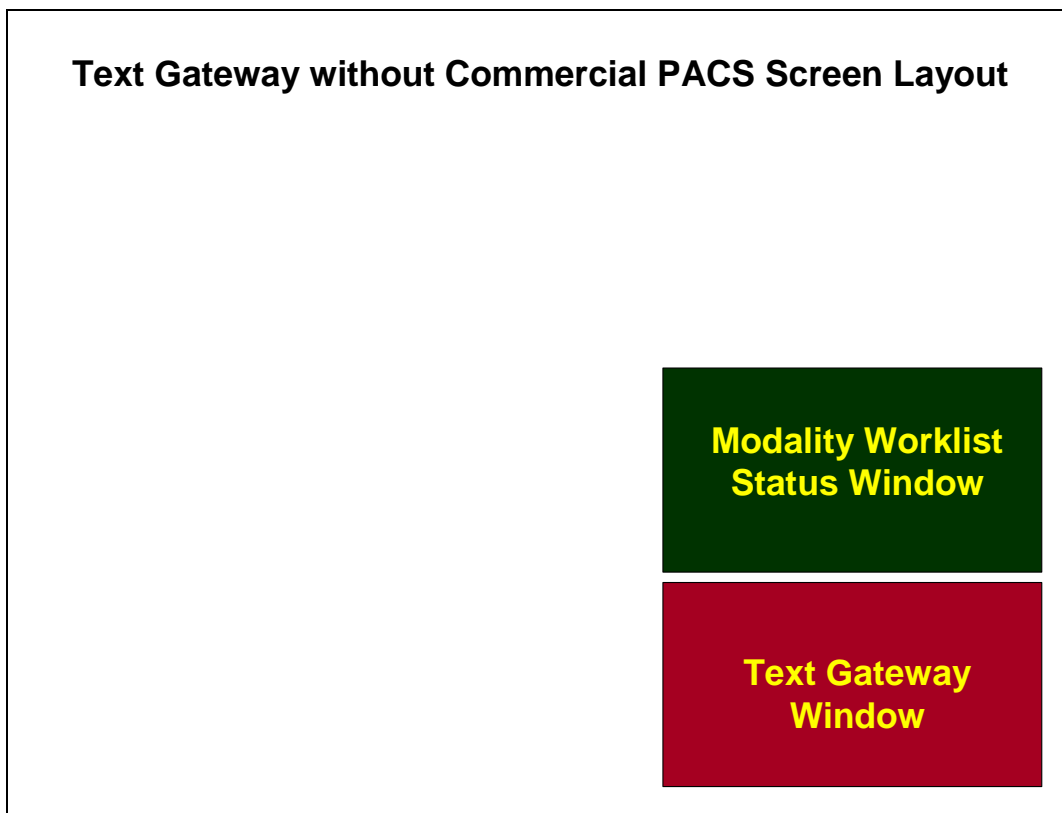 Text Gateway without Commercial PACS Screen Layout
Modality Worklist
Status Window
Text Gateway
Window